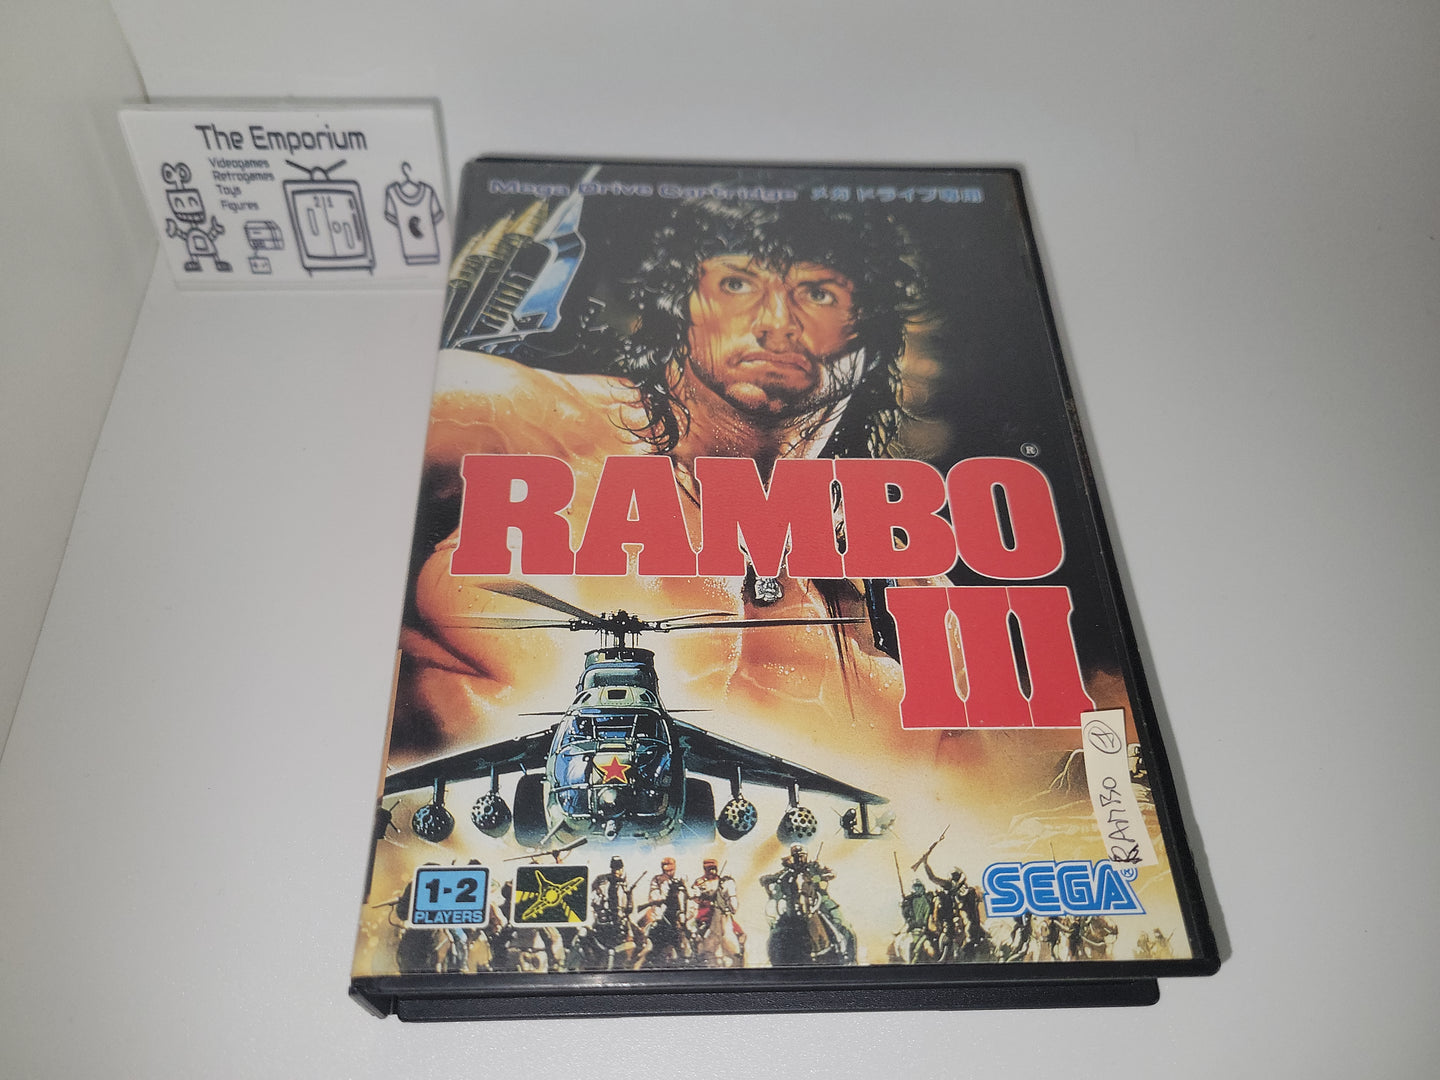 The Emporium
Videogames
Retrogames
Toys
Figures
21
Mega Drive Cartridge メガドライブ専用
RAMBO ®
III
RAMBO
1-2
PLAYERS
SEGA®